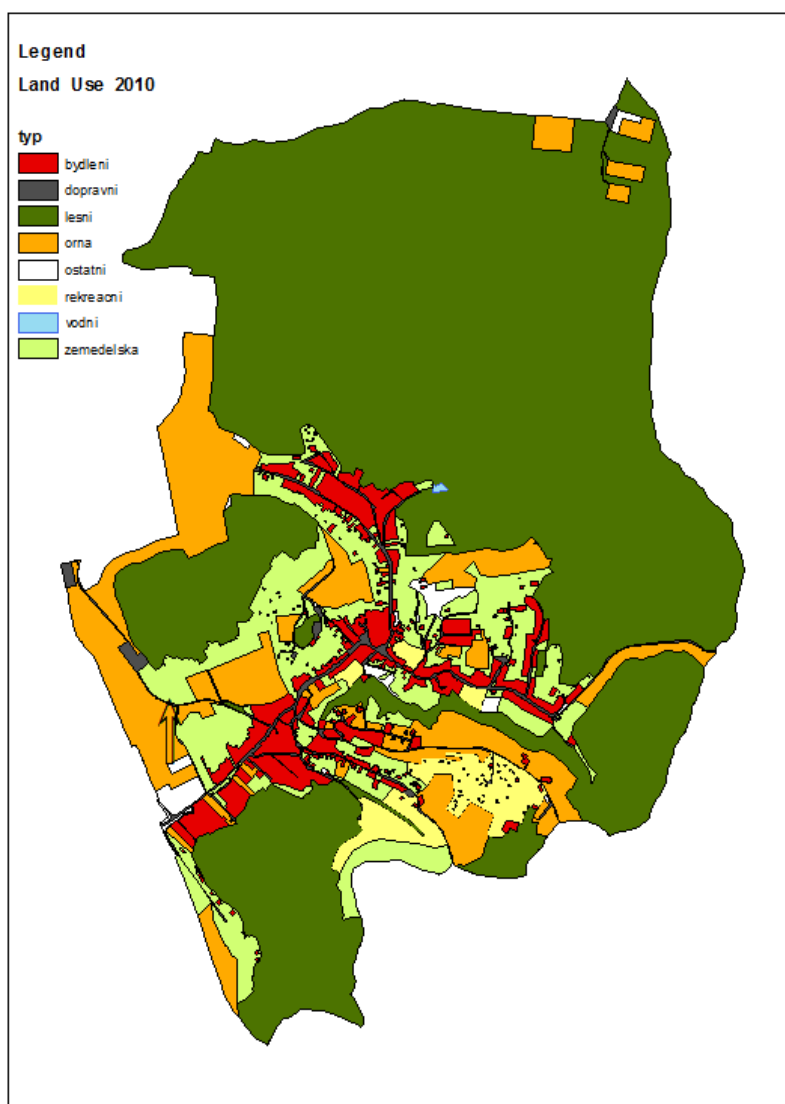 Legend
Land Use 2010
typ
bydleni
dopravni
lesni
orna
ostatni
rekreacni
vodni
zemedelska